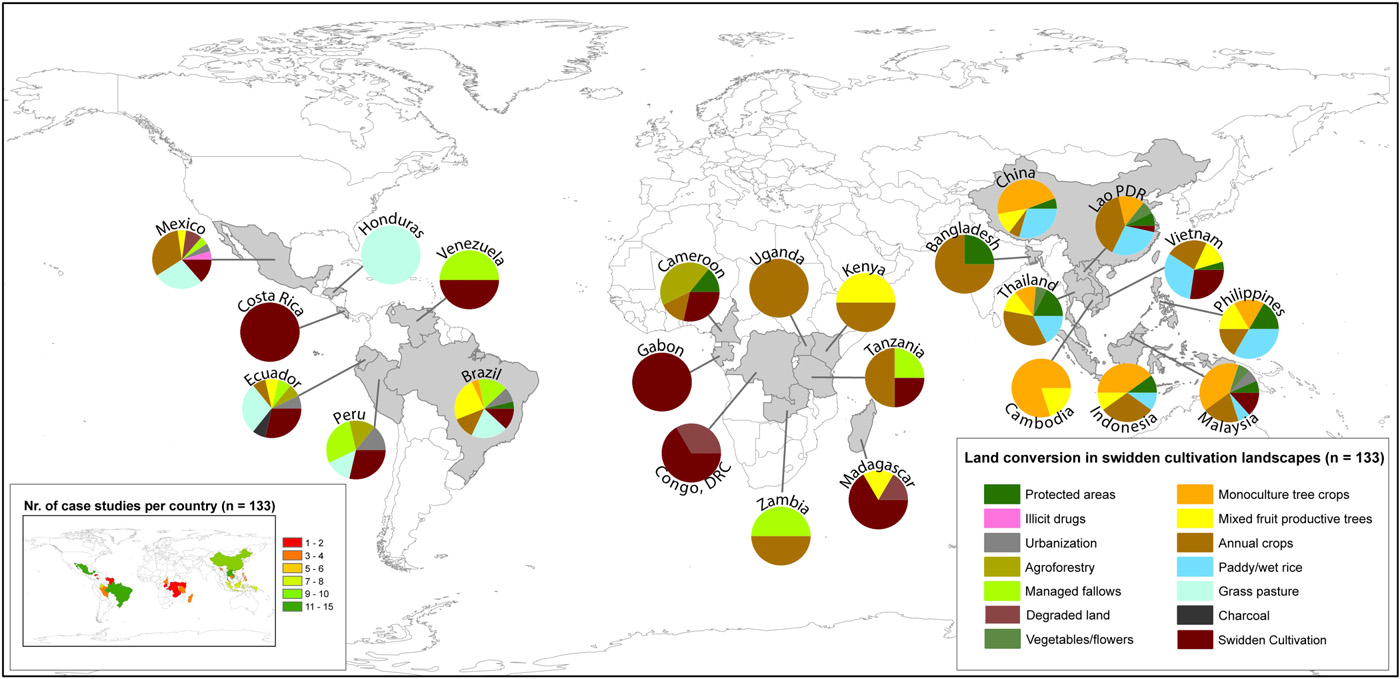 China
Lao PDR
Mexico
Honduras
Venezuela
Cameroon
Uganda
Kenya
Bangladesh
Vietnam
Thailand
Philippines
Costa Rica
Gabon
Tanzania
Ecuador
Brazil
Peru
Cambodia
Indonesia
Malaysia
Congo, DRC
Madagascar
Zambia
Nr. of case studies per country (n = 133)
1 - 2
3 - 4
5 - 6
7 - 8
9 - 10
11 - 15
Land conversion in swidden cultivation landscapes (n = 133)
Protected areas
Illicit drugs
Urbanization
Agroforestry
Managed fallows
Degraded land
Vegetables/flowers
Monoculture tree crops
Mixed fruit productive trees
Annual crops
Paddy/wet rice
Grass pasture
Charcoal
Swidden Cultivation